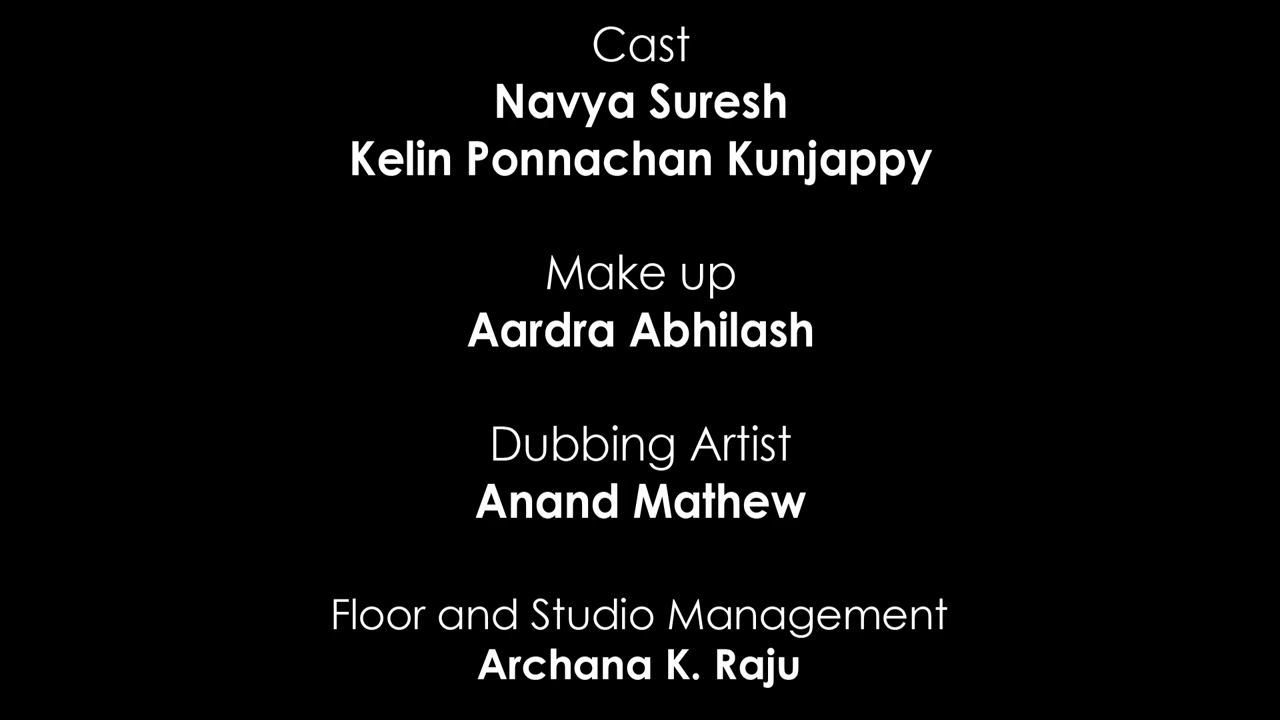 Cast
Navya Suresh
Kelin Ponnachan Kunjappy
Make up
Aardra Abhilash
Dubbing Artist
Anand Mathew
Floor and Studio Management
Archana K. Raju